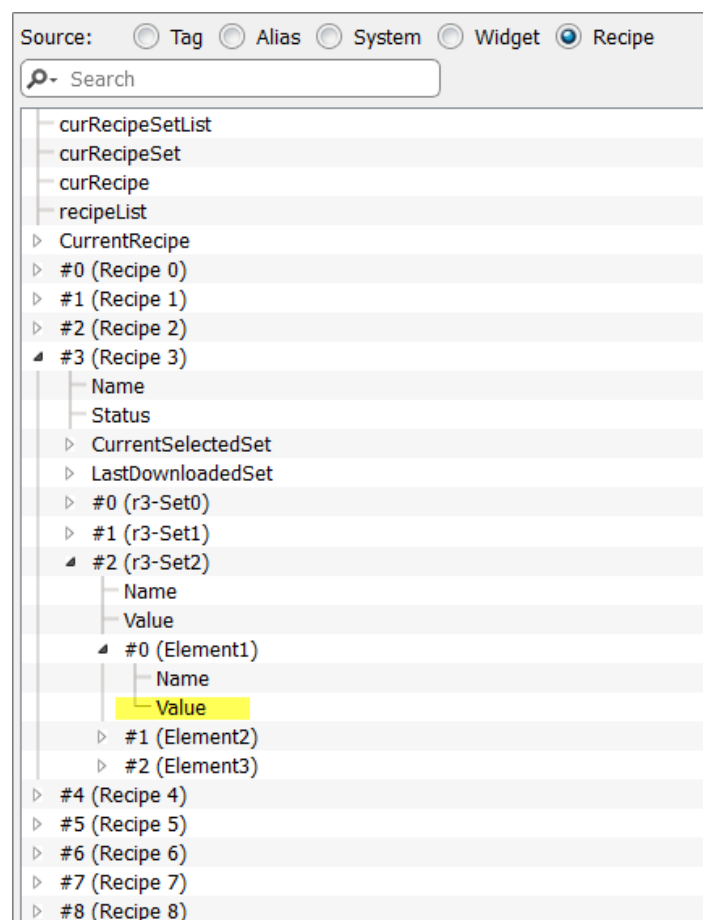 Source: Tag Alias System Widget Recipe
Search
curRecipeSetList
curRecipeSet
curRecipe
recipeList
CurrentRecipe
#0 (Recipe 0)
#1 (Recipe 1)
#2 (Recipe 2)
#3 (Recipe 3)
Name
Status
CurrentSelectedSet
LastDownloadedSet
#0 (r3-Set0)
#1 (r3-Set1)
#2 (r3-Set2)
Name
Value
#0 (Element1)
Name
Value
#1 (Element2)
#2 (Element3)
#4 (Recipe 4)
#5 (Recipe 5)
#6 (Recipe 6)
#7 (Recipe 7)
#8 (Recipe 8)